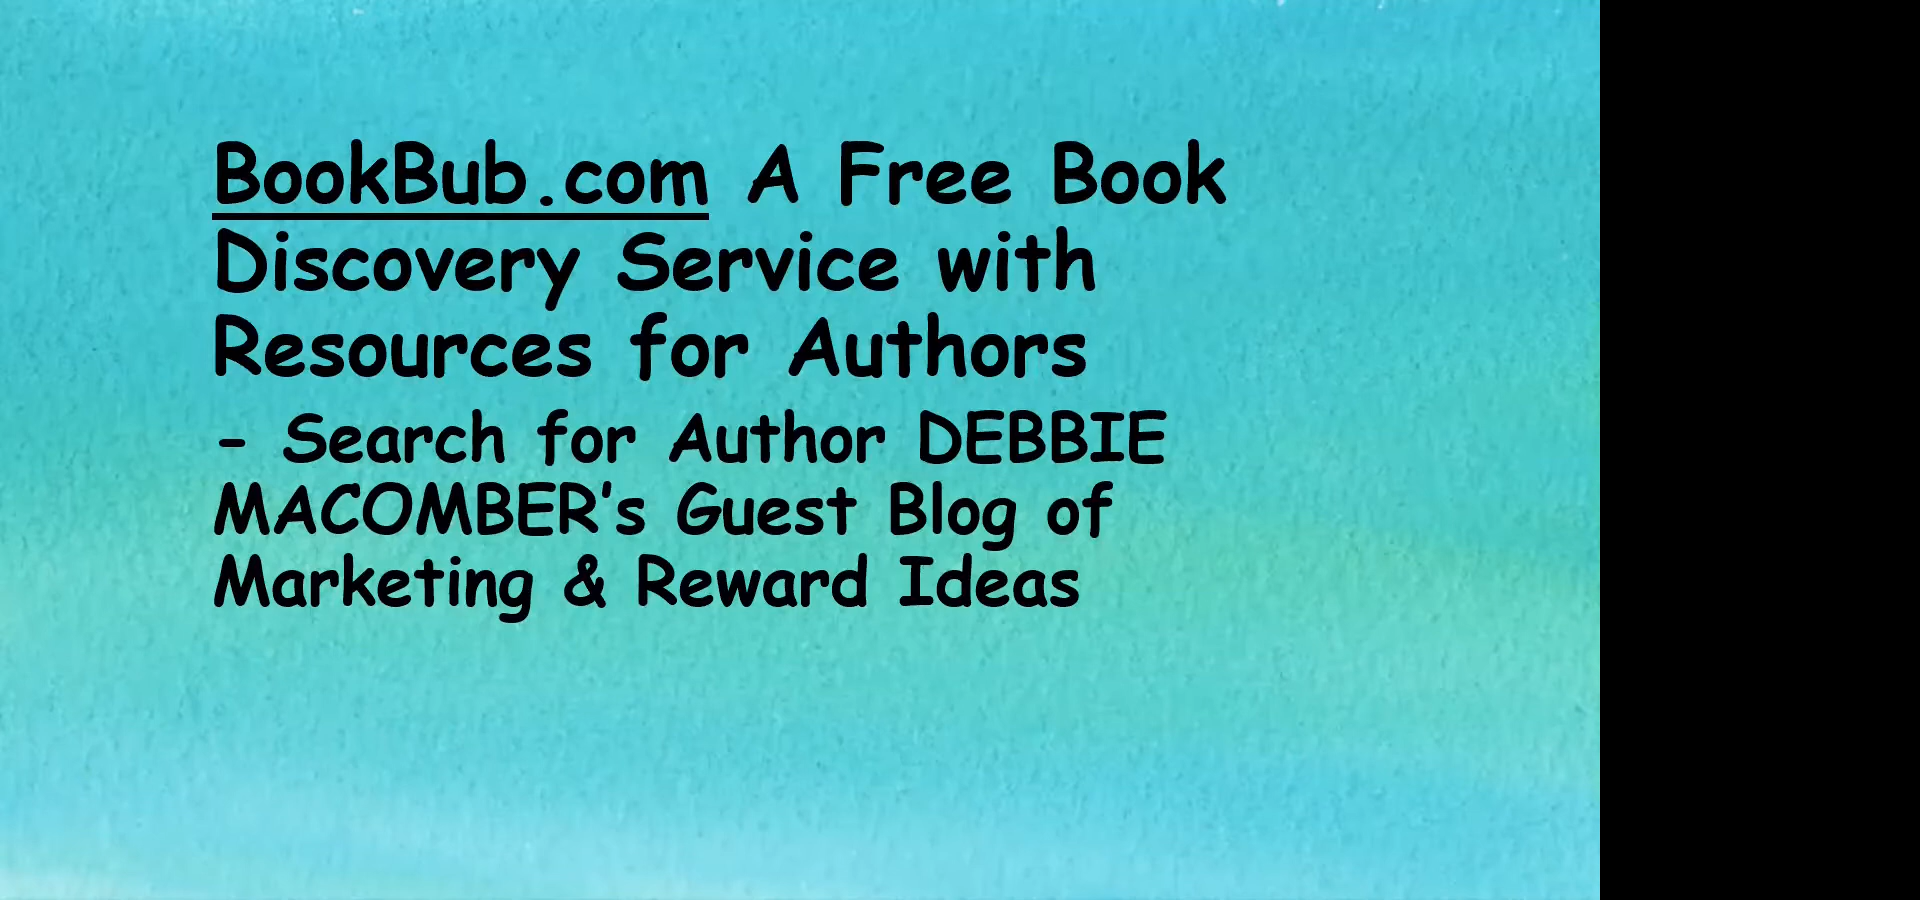 BookBub.com A Free Book
Discovery Service with
Resources for Authors
- Search for Author DEBBIE
MACOMBER's Guest Blog of
Marketing & Reward Ideas